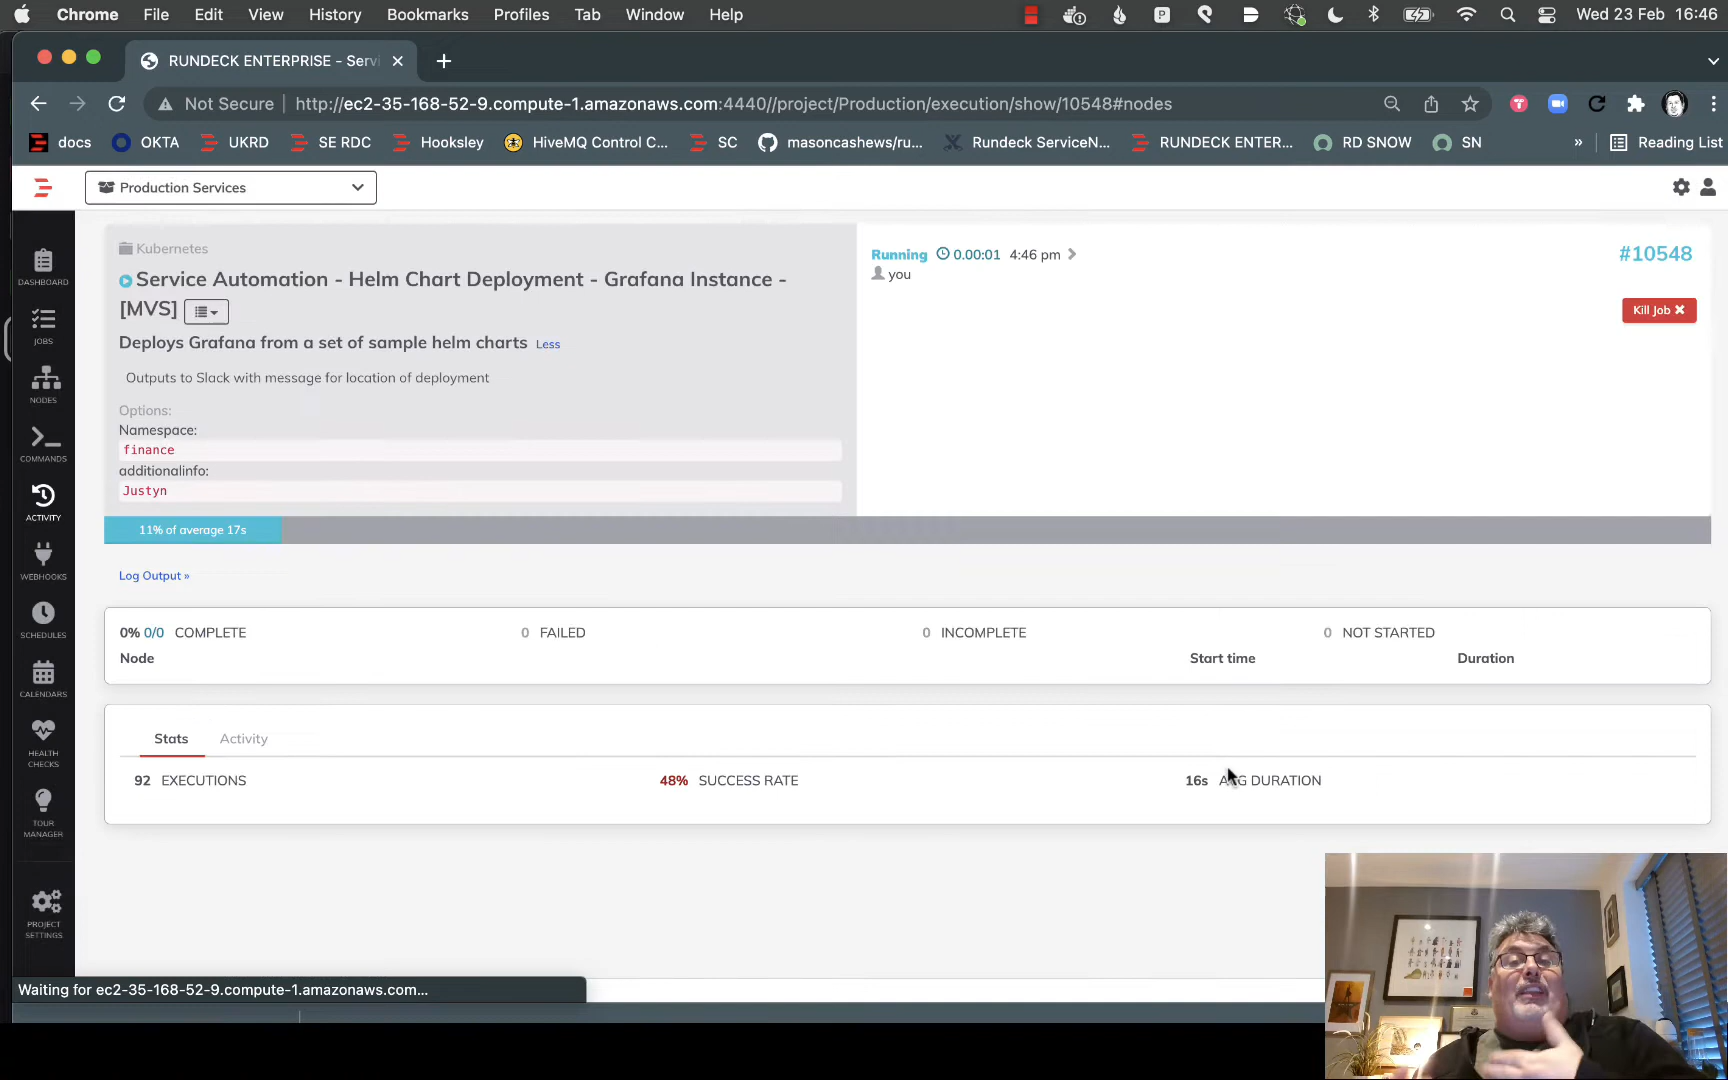 Chrome File Edit View History Bookmarks Profiles Tab Window Help Wed 23 Feb 16:46
RUNDECK ENTERPRISE - Servi
Not Secure http://ec2-35-168-52-9.compute-1.amazonaws.com:4440//project/Production/execution/show/10548#nodes
docs OKTA UKRD SE RDC Hooksley HiveMQ Control C... SC masoncashews/ru... Rundeck ServiceN... RUNDECK ENTER... RD SNOW SN » Reading List
Production Services
DASHBOARD
JOBS
NODES
COMMANDS
ACTIVITY
WEBHOOKS
SCHEDULES
CALENDARS
HEALTH CHECKS
TOUR MANAGER
PROJECT SETTINGS
Kubernetes
Service Automation - Helm Chart Deployment - Grafana Instance -
[MVS]
Deploys Grafana from a set of sample helm charts Less
Outputs to Slack with message for location of deployment
Options:
Namespace:
finance
additionalinfo:
Justyn
Running 0.00:01 4:46 pm
you
#10548
Kill Job
11% of average 17s
Log Output »
0% 0/0 COMPLETE 0 FAILED 0 INCOMPLETE 0 NOT STARTED
Node Start time Duration
Stats Activity
92 EXECUTIONS 48% SUCCESS RATE 16s AVG DURATION
Waiting for ec2-35-168-52-9.compute-1.amazonaws.com...